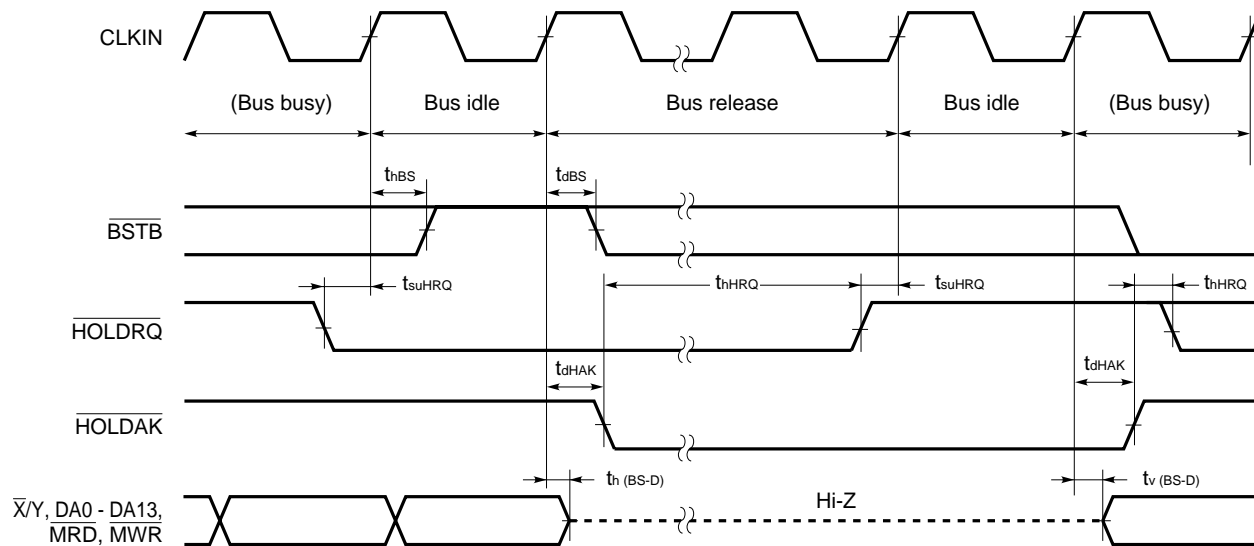 CLKIN
(Bus busy) Bus idle Bus release Bus idle (Bus busy)
thBS tdBS
BSTB
tsuHRQ thHRQ tsuHRQ thHRQ
HOLDRQ
tdHAK tdHAK
HOLDAK
th (BS-D) tv (BS-D)
Hi-Z
X/Y, DA0 - DA13,
MRD, MWR